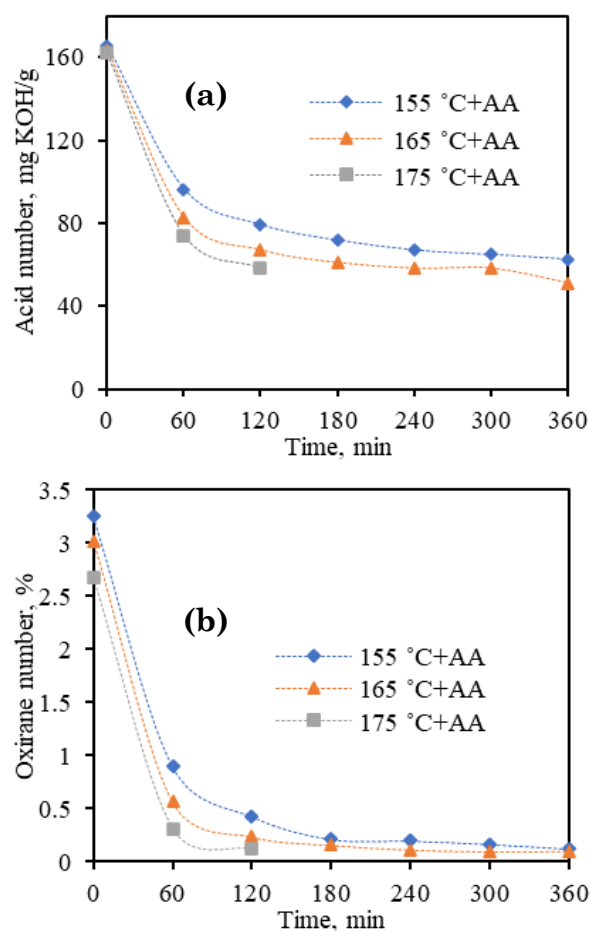 (a)
Acid number, mg KOH/g
160
120
80
40
0
155 ˚C+AA
165 ˚C+AA
175 ˚C+AA
0 60 120 180 240 300 360
Time, min
(b)
Oxirane number, %
3.5
3
2.5
2
1.5
1
0.5
0
155 ˚C+AA
165 ˚C+AA
175 ˚C+AA
0 60 120 180 240 300 360
Time, min